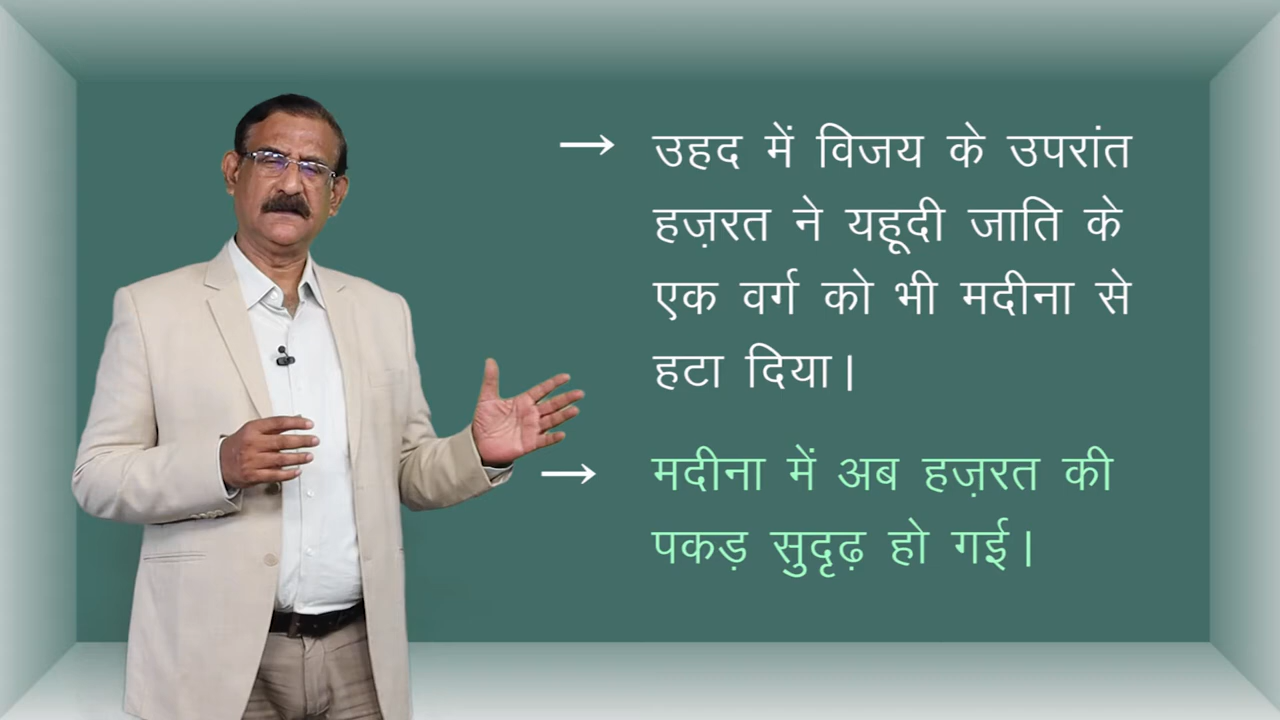 → उहद में विजय के उपरांत
हज़रत ने यहूदी जाति के
एक वर्ग को भी मदीना से
हटा दिया।
→ मदीना में अब हज़रत की
पकड़ सुदृढ़ हो गई।